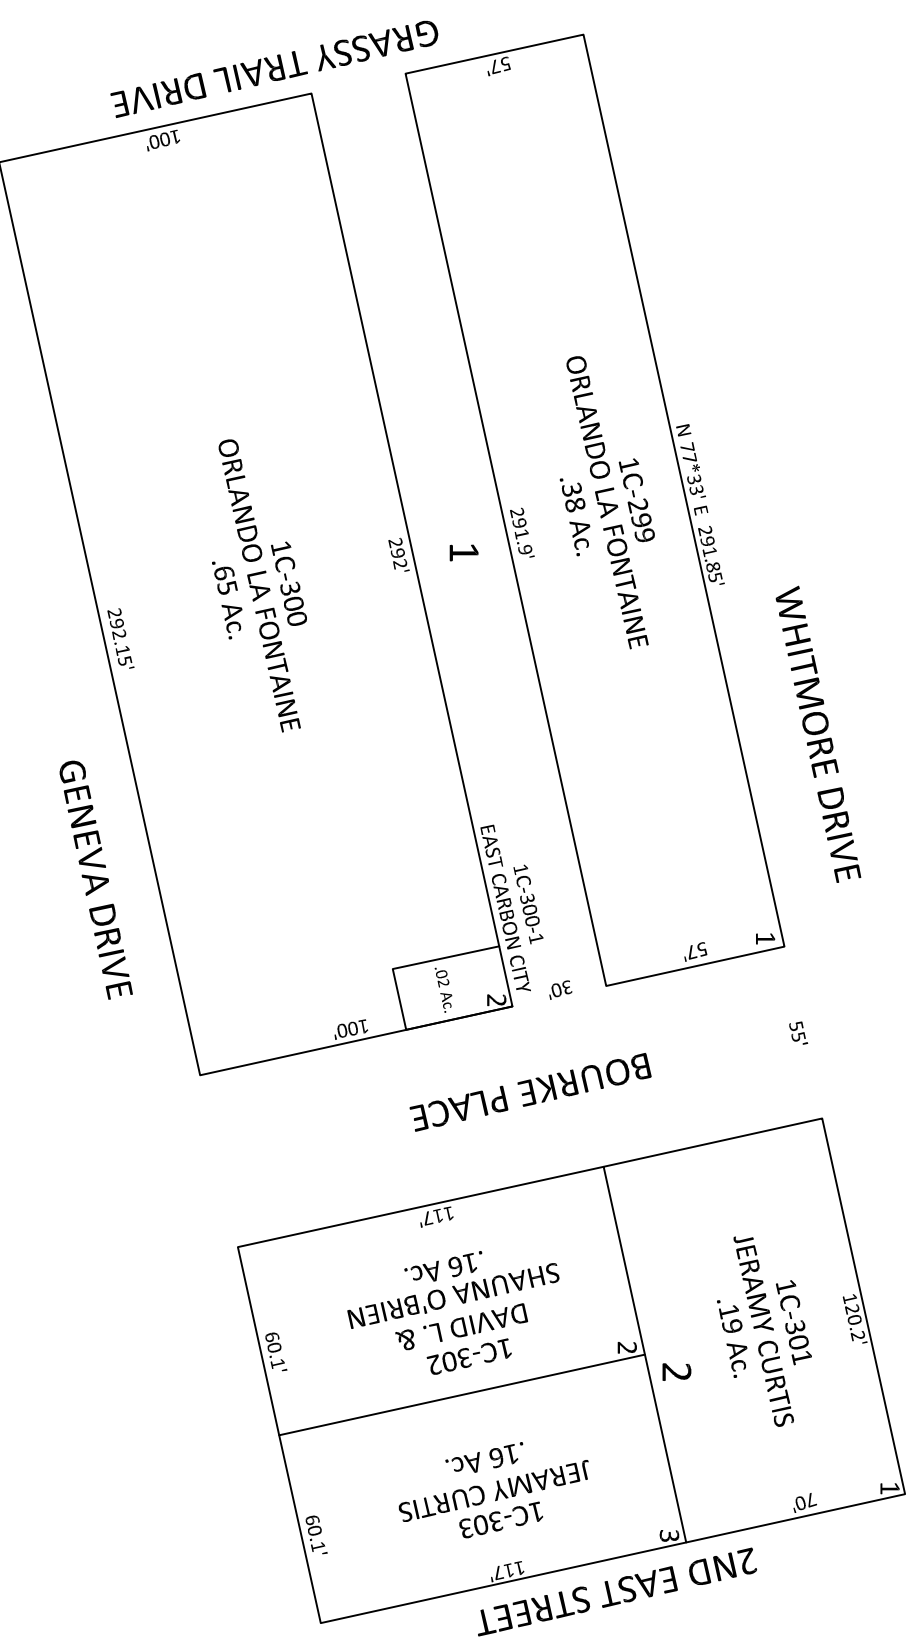 GRASSY TRAIL DRIVE
57'
100'
1C-299
ORLANDO LA FONTAINE
.38 Ac.
N 77*33' E 291.85'
291.9'
1
292'
1C-300
ORLANDO LA FONTAINE
.65 Ac.
292.15'
WHITMORE DRIVE
GENEVA DRIVE
1C-300-1
EAST CARBON CITY
.02 Ac.
2
1
57'
30'
100'
55'
BOURKE PLACE
117'
1C-302
DAVID L. &
SHAUNA O'BRIEN
.16 Ac.
60.1'
2
2
1C-301
JERAMY CURTIS
.19 Ac.
120.2'
1C-303
JERAMY CURTIS
.16 Ac.
60.1'
3
117'
70'
1
2ND EAST STREET